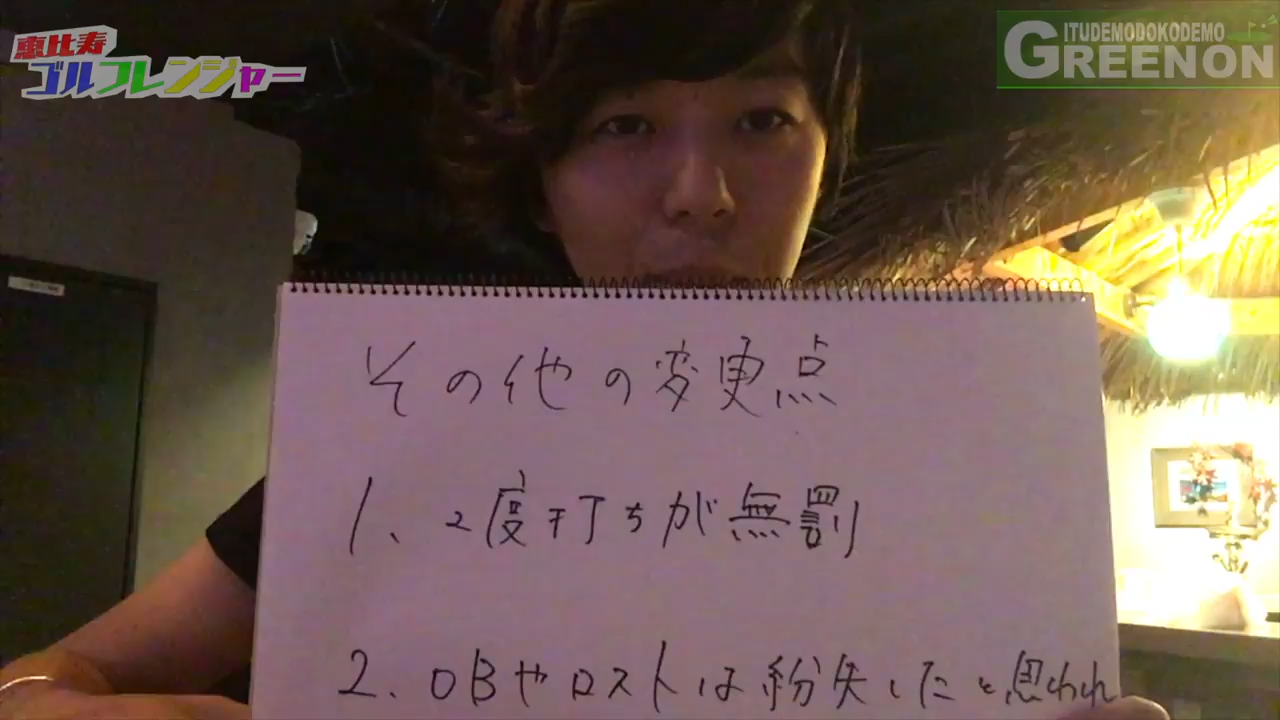 恵比寿
ゴルフレンジャー
ITUDEMODOKODEMO
GREENON
その他の変更点
1、2度打ちが無罰
2、OBやロストは紛失したと思われ